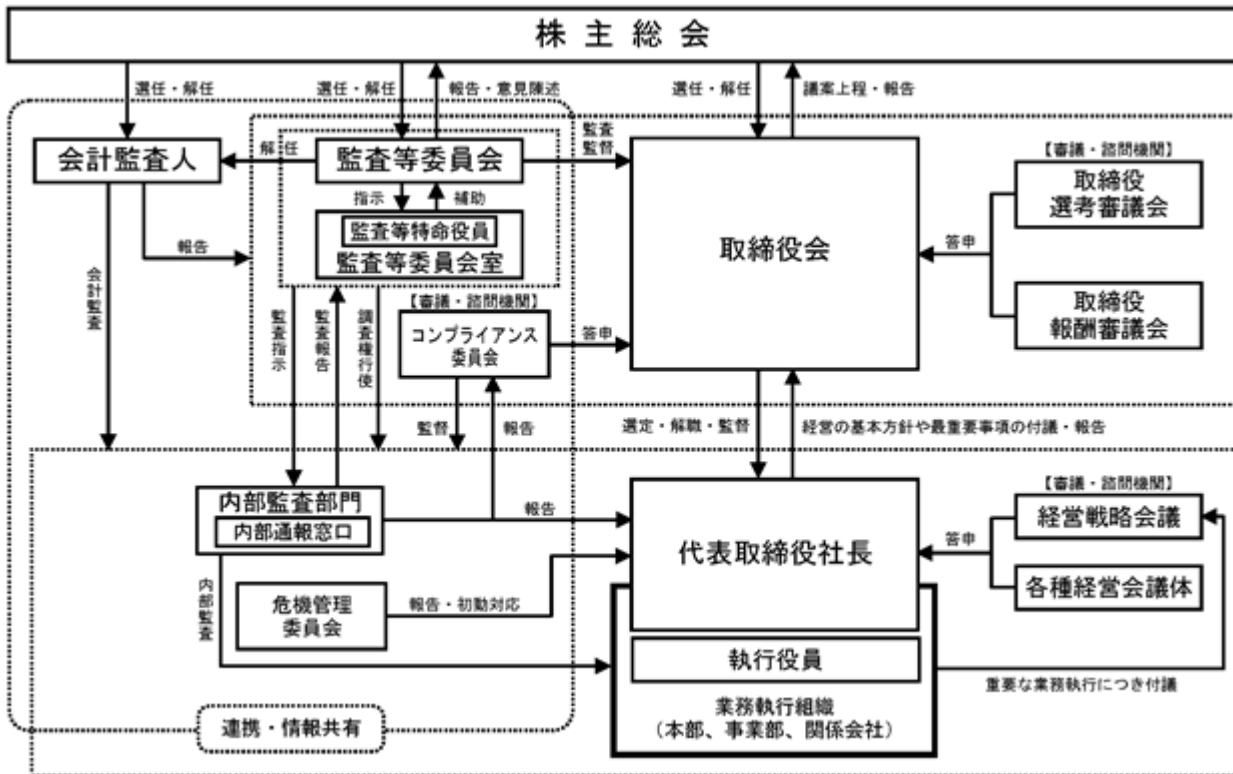 株主総会
選任・解任
選任・解任
報告・意見陳述
選任・解任
議案上程・報告
会計監査人
解任
監査等委員会
監査
監督
指示
補助
監査等特命役員
監査等委員会室
報告
会計監査
取締役会
【審議・諮問機関】
取締役
選考審議会
答申
取締役
報酬審議会
監査指示
監査報告
調査権行使
【審議・諮問機関】
コンプライアンス
委員会
答申
監督
報告
選定・解職・監督
経営の基本方針や最重要事項の付議・報告
内部監査部門
内部通報窓口
報告
代表取締役社長
【審議・諮問機関】
経営戦略会議
答申
各種経営会議体
内部監査
危機管理
委員会
報告・初動対応
執行役員
業務執行組織
（本部、事業部、関係会社）
重要な業務執行につき付議
連携・情報共有